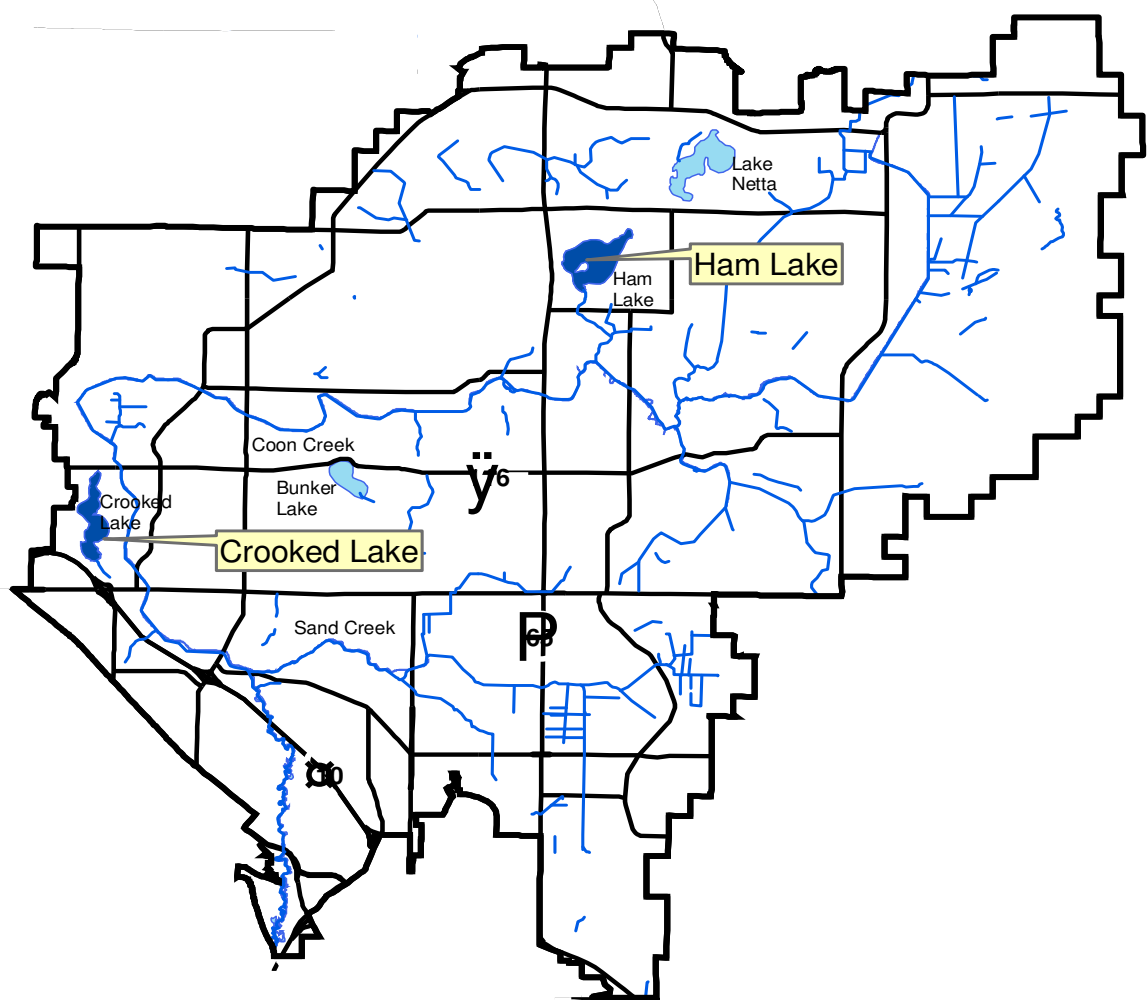 Lake
Netta
Ham Lake
Ham
Lake
Coon Creek
Bunker
Lake
Crooked
Lake
Crooked Lake
Sand Creek